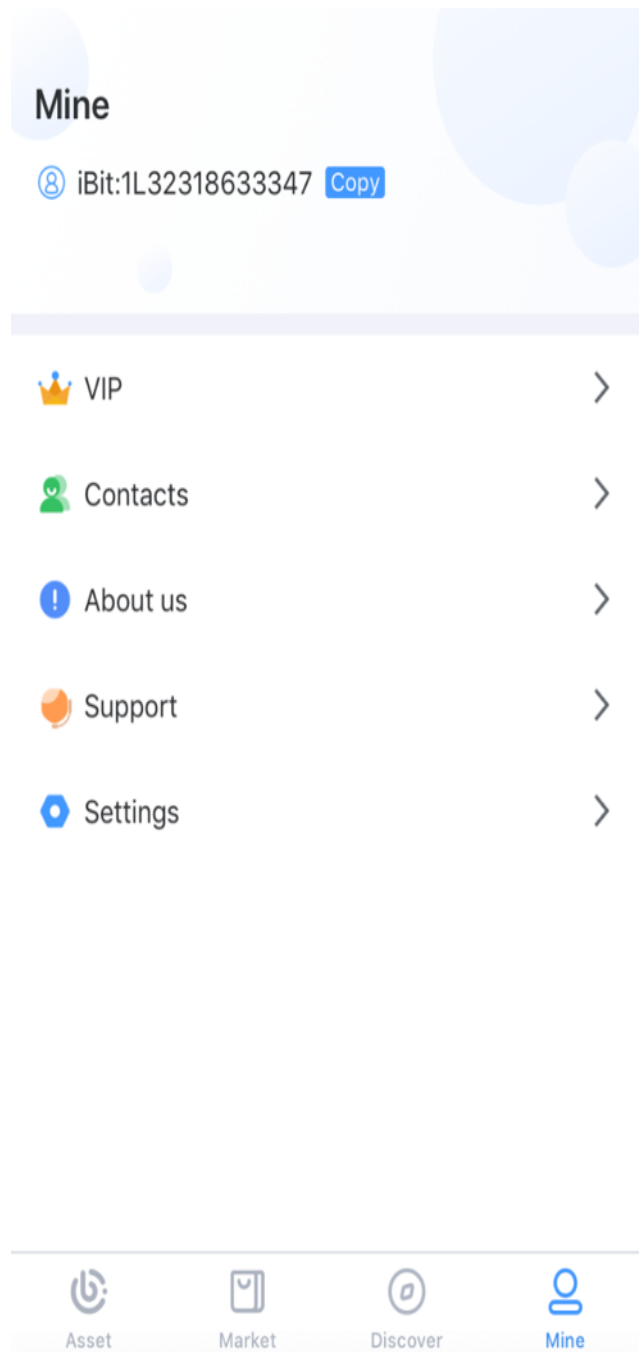 Mine
iBit:1L32318633347 Copy
VIP
Contacts
About us
Support
Settings
Asset Market Discover Mine